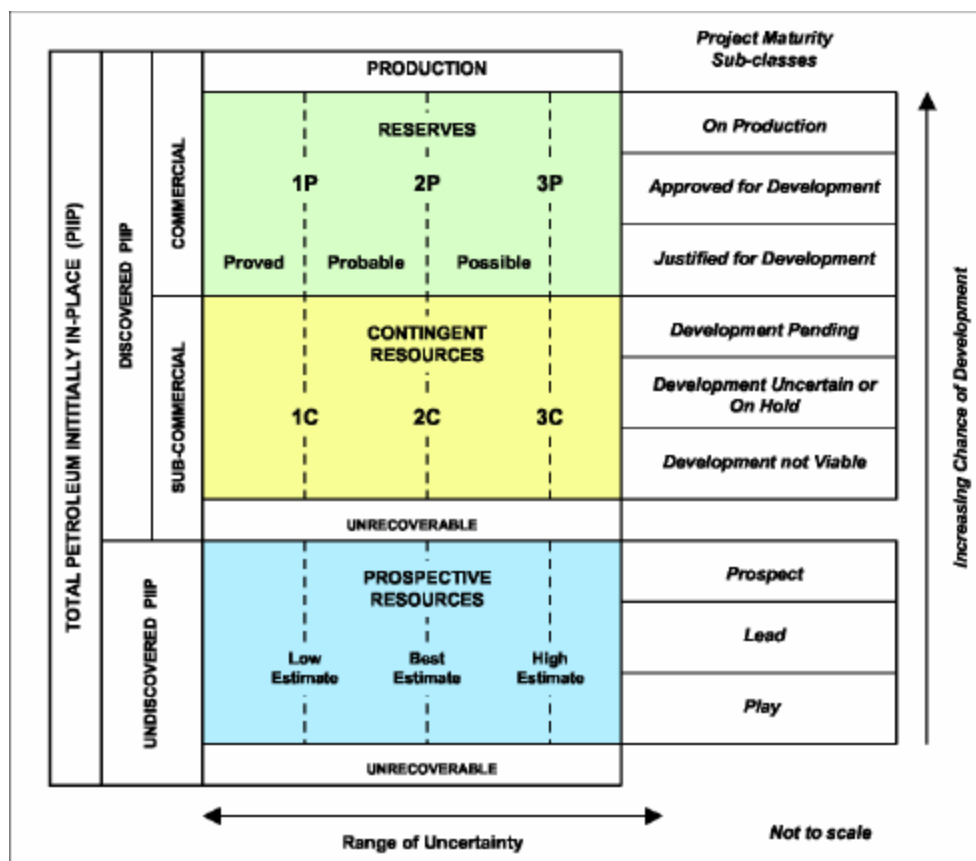 Project Maturity
Sub-classes
PRODUCTION
RESERVES
1P
2P
3P
Proved
Probable
Possible
On Production
Approved for Development
Justified for Development
CONTINGENT
RESOURCES
1C
2C
3C
Development Pending
Development Uncertain or
On Hold
Development not Viable
UNRECOVERABLE
PROSPECTIVE
RESOURCES
Low
Estimate
Best
Estimate
High
Estimate
Prospect
Lead
Play
UNRECOVERABLE
TOTAL PETROLEUM INITITIALLY IN-PLACE (PIIP)
DISCOVERED PIIP
UNDISCOVERED PIIP
COMMERCIAL
SUB-COMMERCIAL
Increasing Chance of Development
Range of Uncertainty
Not to scale